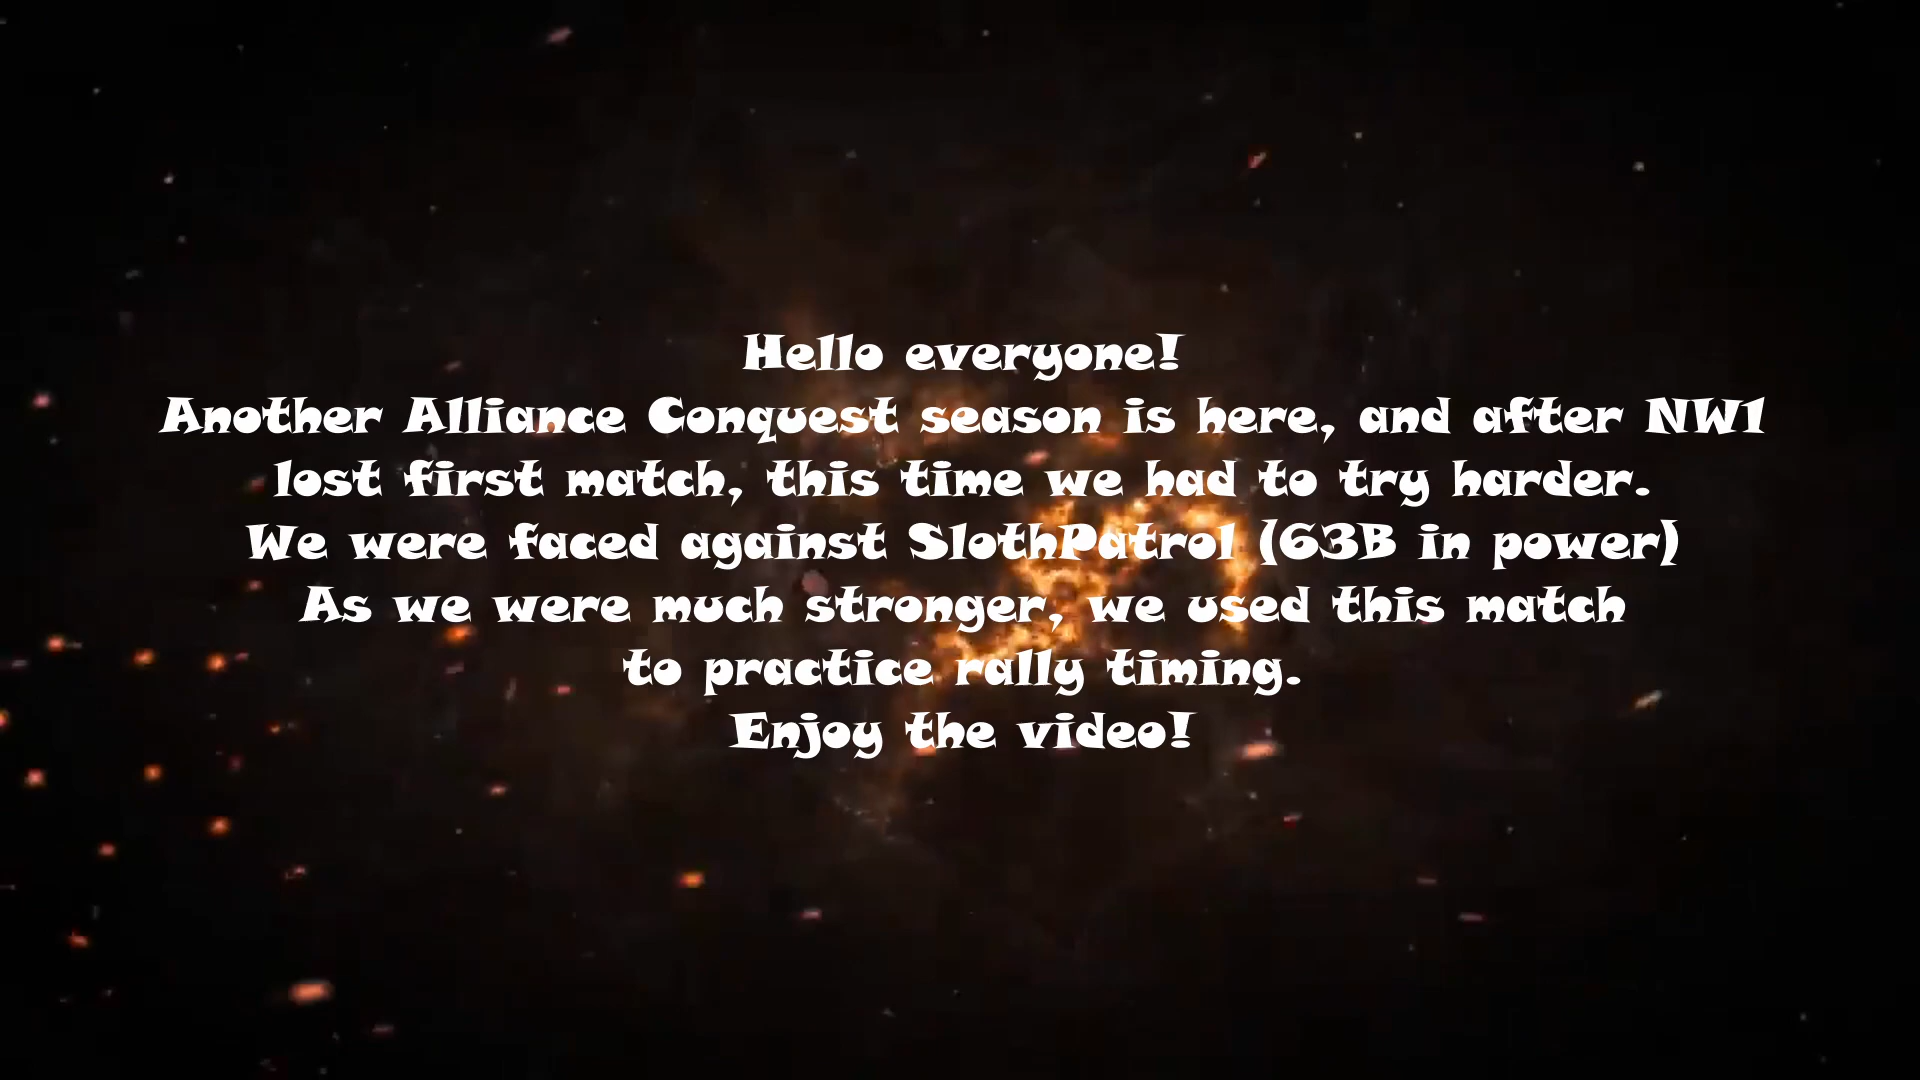 Hello everyone!
Another Alliance Conquest season is here, and after NW1
lost first match, this time we had to try harder.
We were faced against SlothPatrol (63B in power)
As we were much stronger, we used this match
to practice rally timing.
Enjoy the video!